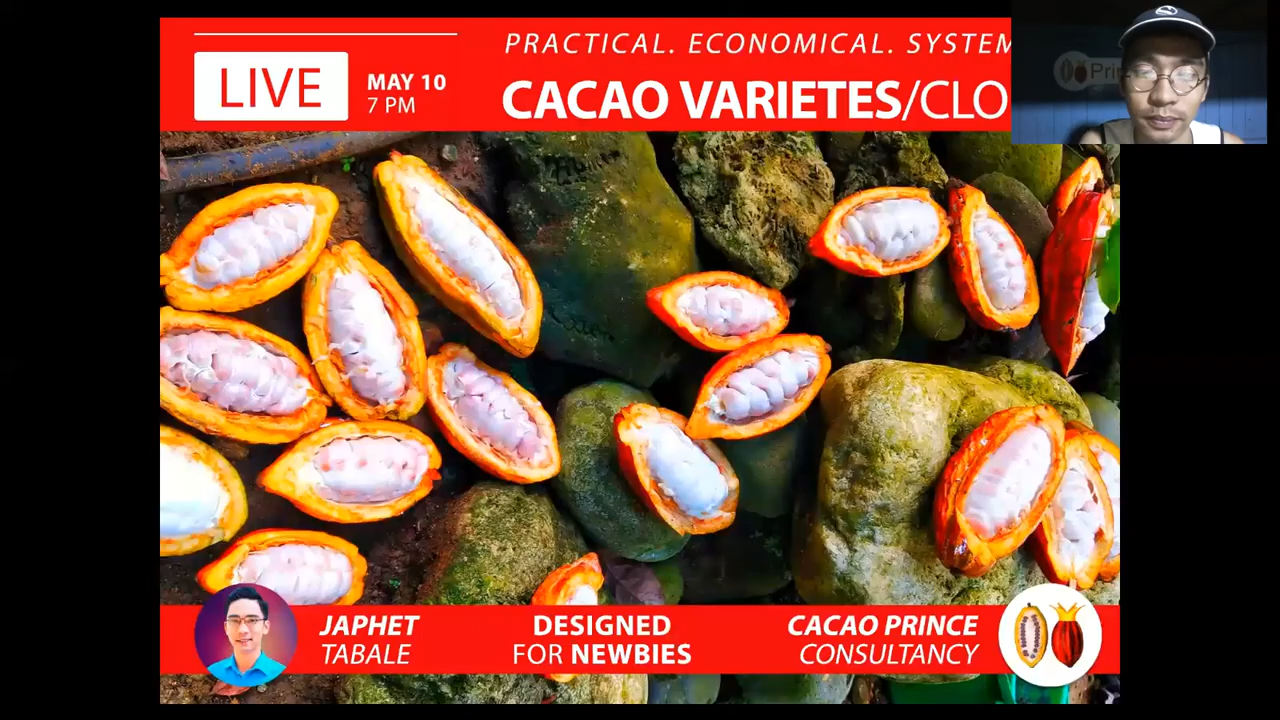 PRACTICAL. ECONOMICAL. SYSTEM
LIVE
MAY 10
7 PM
CACAO VARIETES/CLO
JAPHET
TABALE
DESIGNED
FOR NEWBIES
CACAO PRINCE
CONSULTANCY